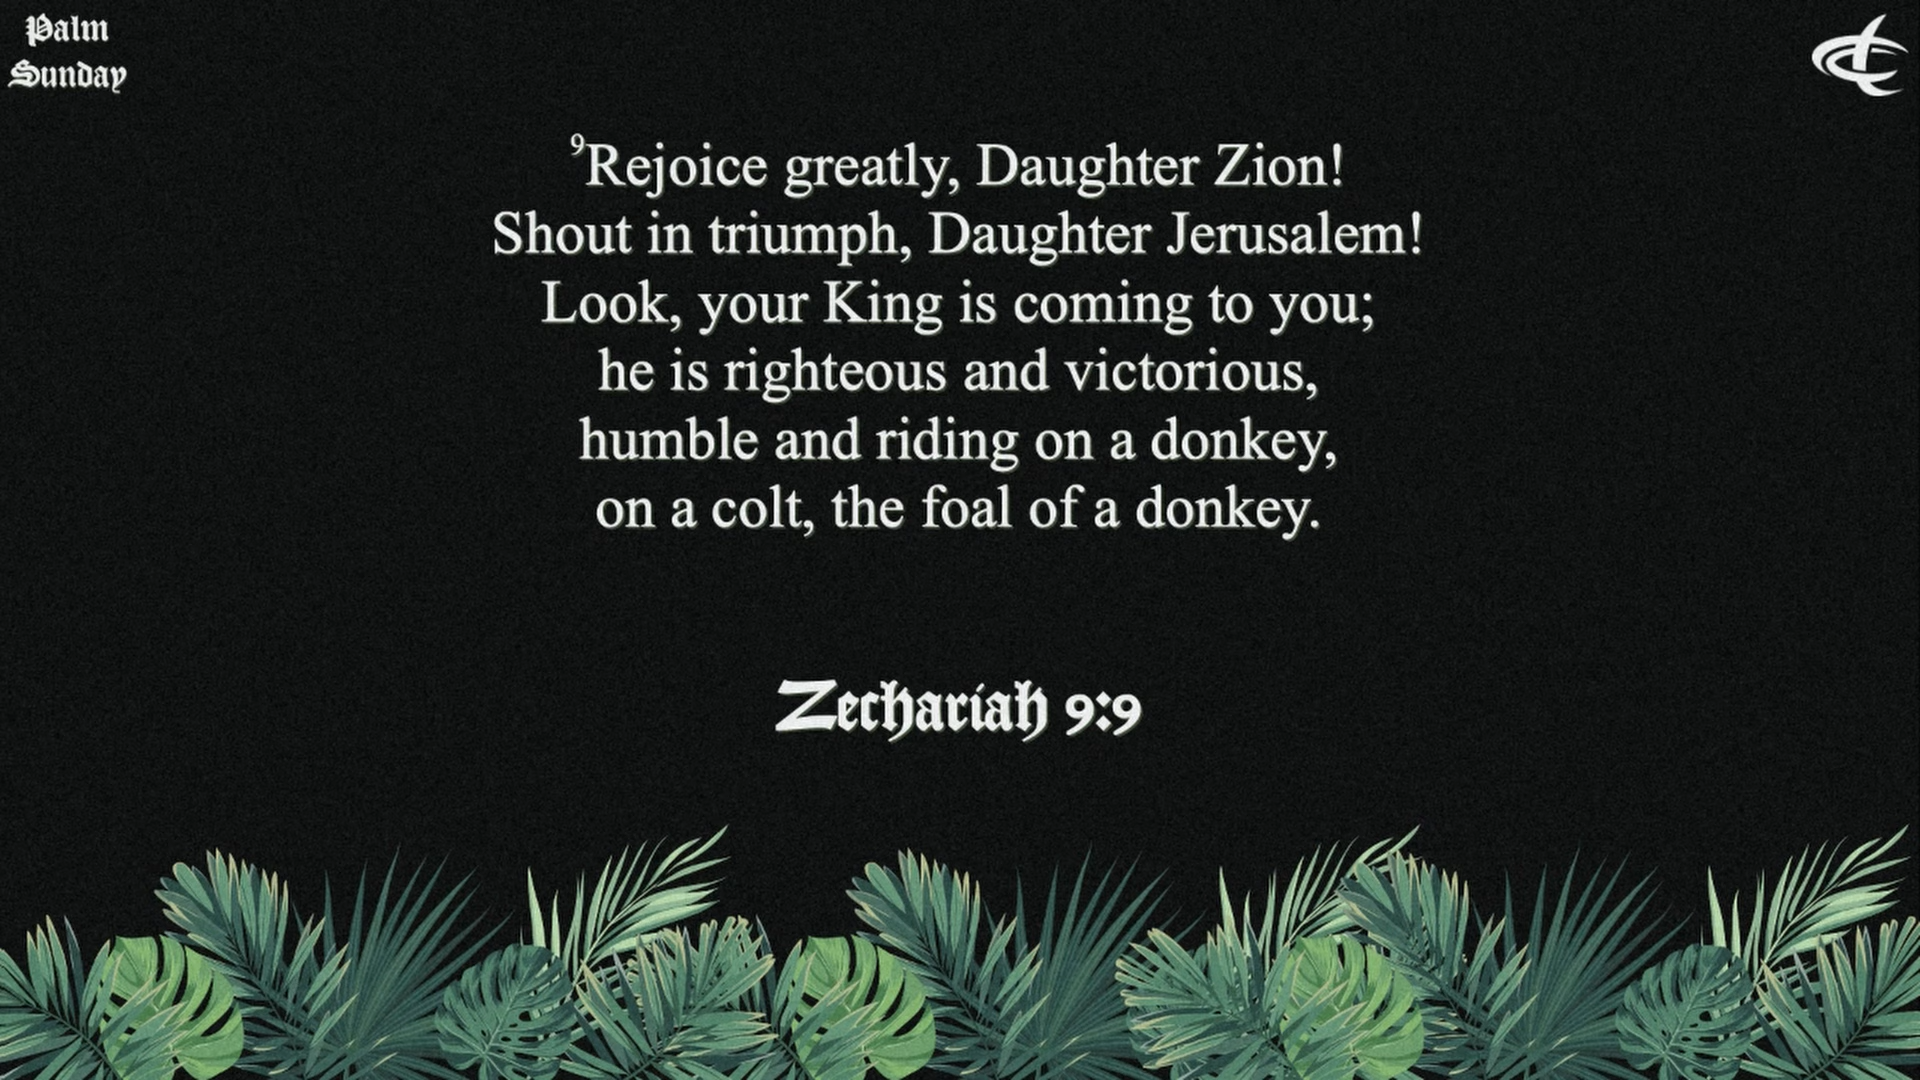 Palm
Sunday
⁹Rejoice greatly, Daughter Zion!
Shout in triumph, Daughter Jerusalem!
Look, your King is coming to you;
he is righteous and victorious,
humble and riding on a donkey,
on a colt, the foal of a donkey.
Zechariah 9:9